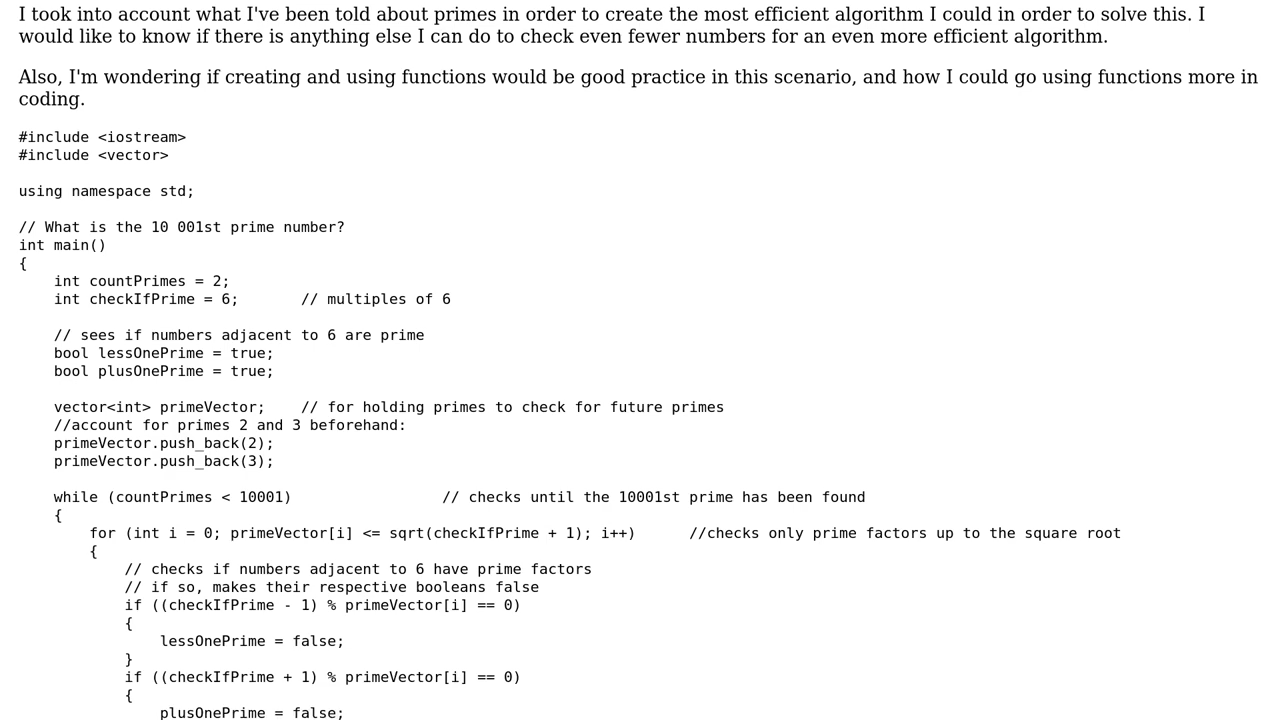 I took into account what I've been told about primes in order to create the most efficient algorithm I could in order to solve this. I
would like to know if there is anything else I can do to check even fewer numbers for an even more efficient algorithm.
Also, I'm wondering if creating and using functions would be good practice in this scenario, and how I could go using functions more in
coding.
#include <iostream>
#include <vector>
using namespace std;
// What is the 10 001st prime number?
int main()
{
    int countPrimes = 2;
    int checkIfPrime = 6;       // multiples of 6
    // sees if numbers adjacent to 6 are prime
    bool lessOnePrime = true;
    bool plusOnePrime = true;
    vector<int> primeVector;    // for holding primes to check for future primes
    //account for primes 2 and 3 beforehand:
    primeVector.push_back(2);
    primeVector.push_back(3);
    while (countPrimes < 10001)                 // checks until the 10001st prime has been found
    {
        for (int i = 0; primeVector[i] <= sqrt(checkIfPrime + 1); i++)      //checks only prime factors up to the square root
        {
            // checks if numbers adjacent to 6 have prime factors
            // if so, makes their respective booleans false
            if ((checkIfPrime - 1) % primeVector[i] == 0)
            {
                lessOnePrime = false;
            }
            if ((checkIfPrime + 1) % primeVector[i] == 0)
            {
                plusOnePrime = false;